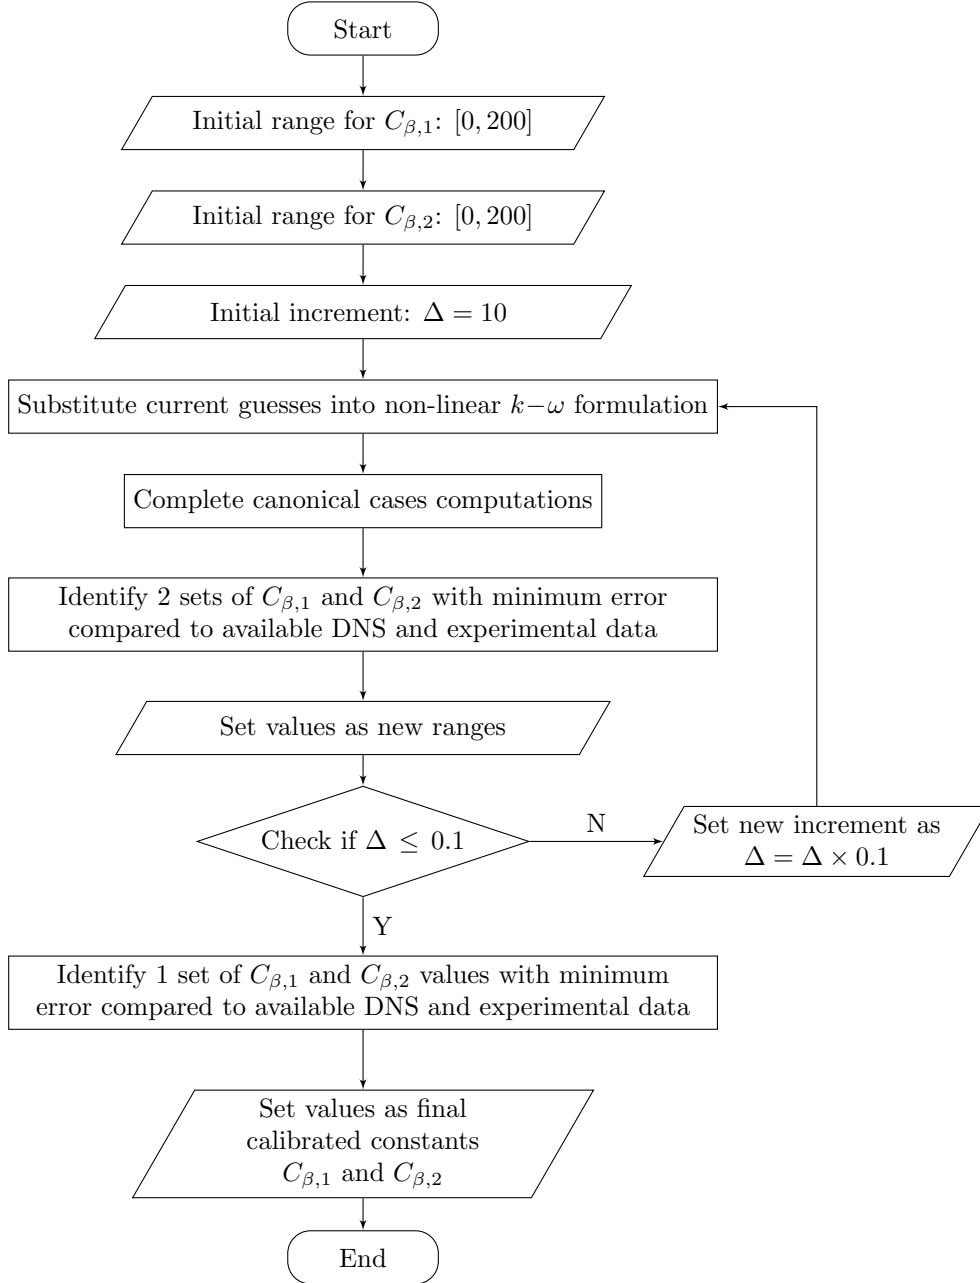 Start
Initial range for C_{β,1}: [0, 200]
Initial range for C_{β,2}: [0, 200]
Initial increment: Δ = 10
Substitute current guesses into non-linear k−ω formulation
Complete canonical cases computations
Identify 2 sets of C_{β,1} and C_{β,2} with minimum error
compared to available DNS and experimental data
Set values as new ranges
Check if Δ ≤ 0.1
N
Set new increment as
Δ = Δ × 0.1
Y
Identify 1 set of C_{β,1} and C_{β,2} values with minimum
error compared to available DNS and experimental data
Set values as final
calibrated constants
C_{β,1} and C_{β,2}
End